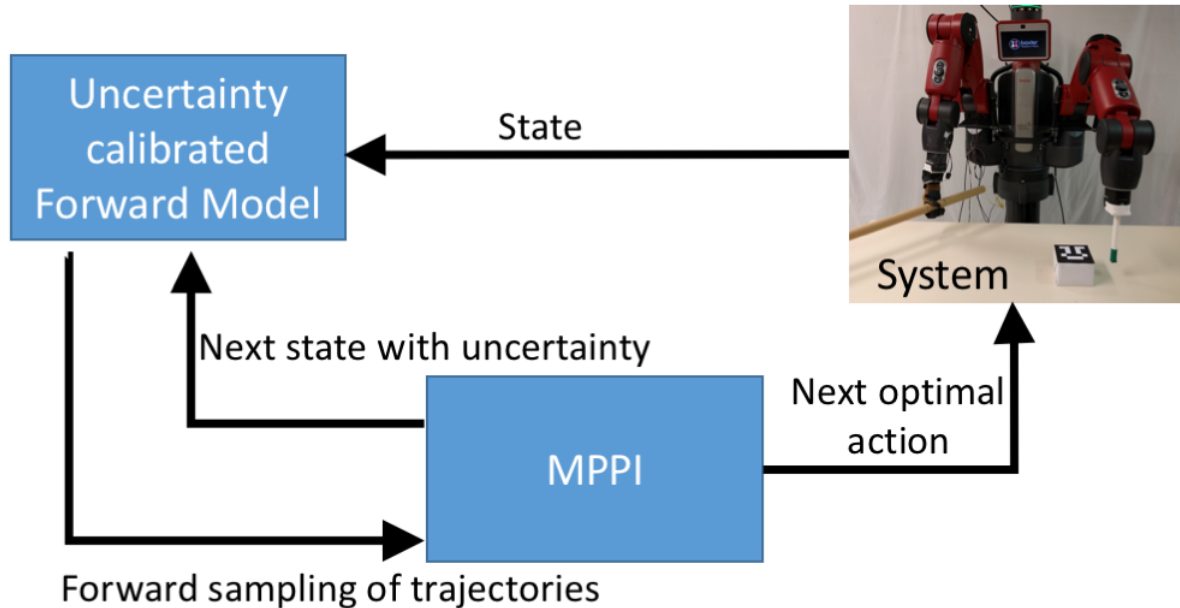 Uncertainty
calibrated
Forward Model
State
System
Next state with uncertainty
Next optimal
action
MPPI
Forward sampling of trajectories